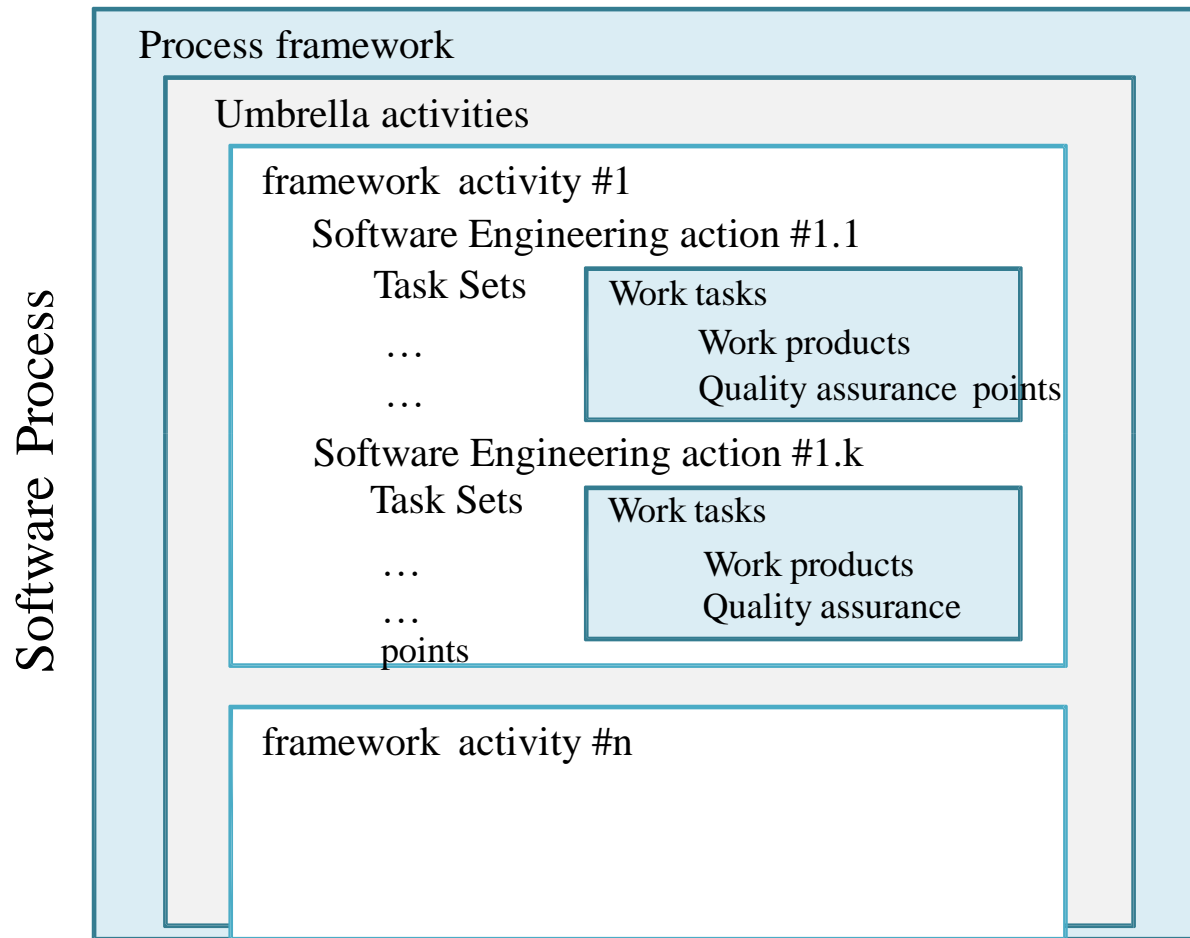 Software Process
Process framework
Umbrella activities
framework activity #1
Software Engineering action #1.1
Task Sets
Work tasks
…
Work products
…
Quality assurance points
Software Engineering action #1.k
Task Sets
Work tasks
…
Work products
…
Quality assurance
points
framework activity #n